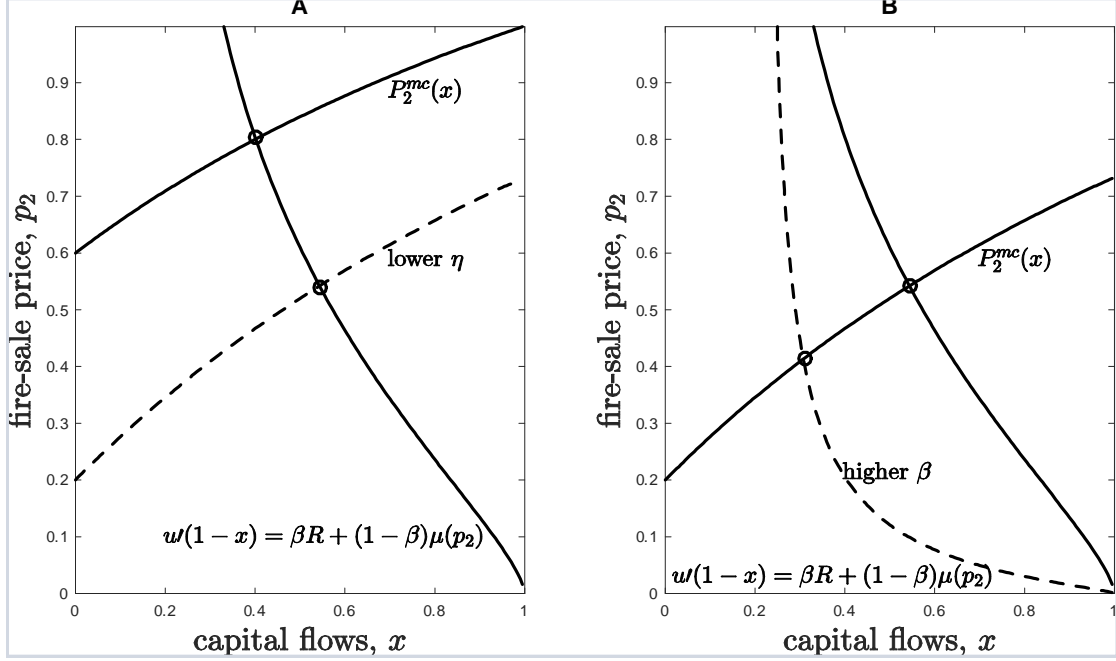 A
fire-sale price, p₂
0.9
0.8
0.7
0.6
0.5
0.4
0.3
0.2
0.1
0
P₂ᵐᶜ(x)
lower η
u′(1 − x) = βR + (1 − β)μ(p₂)
0 0.2 0.4 0.6 0.8 1
capital flows, x
B
fire-sale price, p₂
0.9
0.8
0.7
0.6
0.5
0.4
0.3
0.2
0.1
0
P₂ᵐᶜ(x)
higher β
u′(1 − x) = βR + (1 − β)μ(p₂)
0 0.2 0.4 0.6 0.8 1
capital flows, x